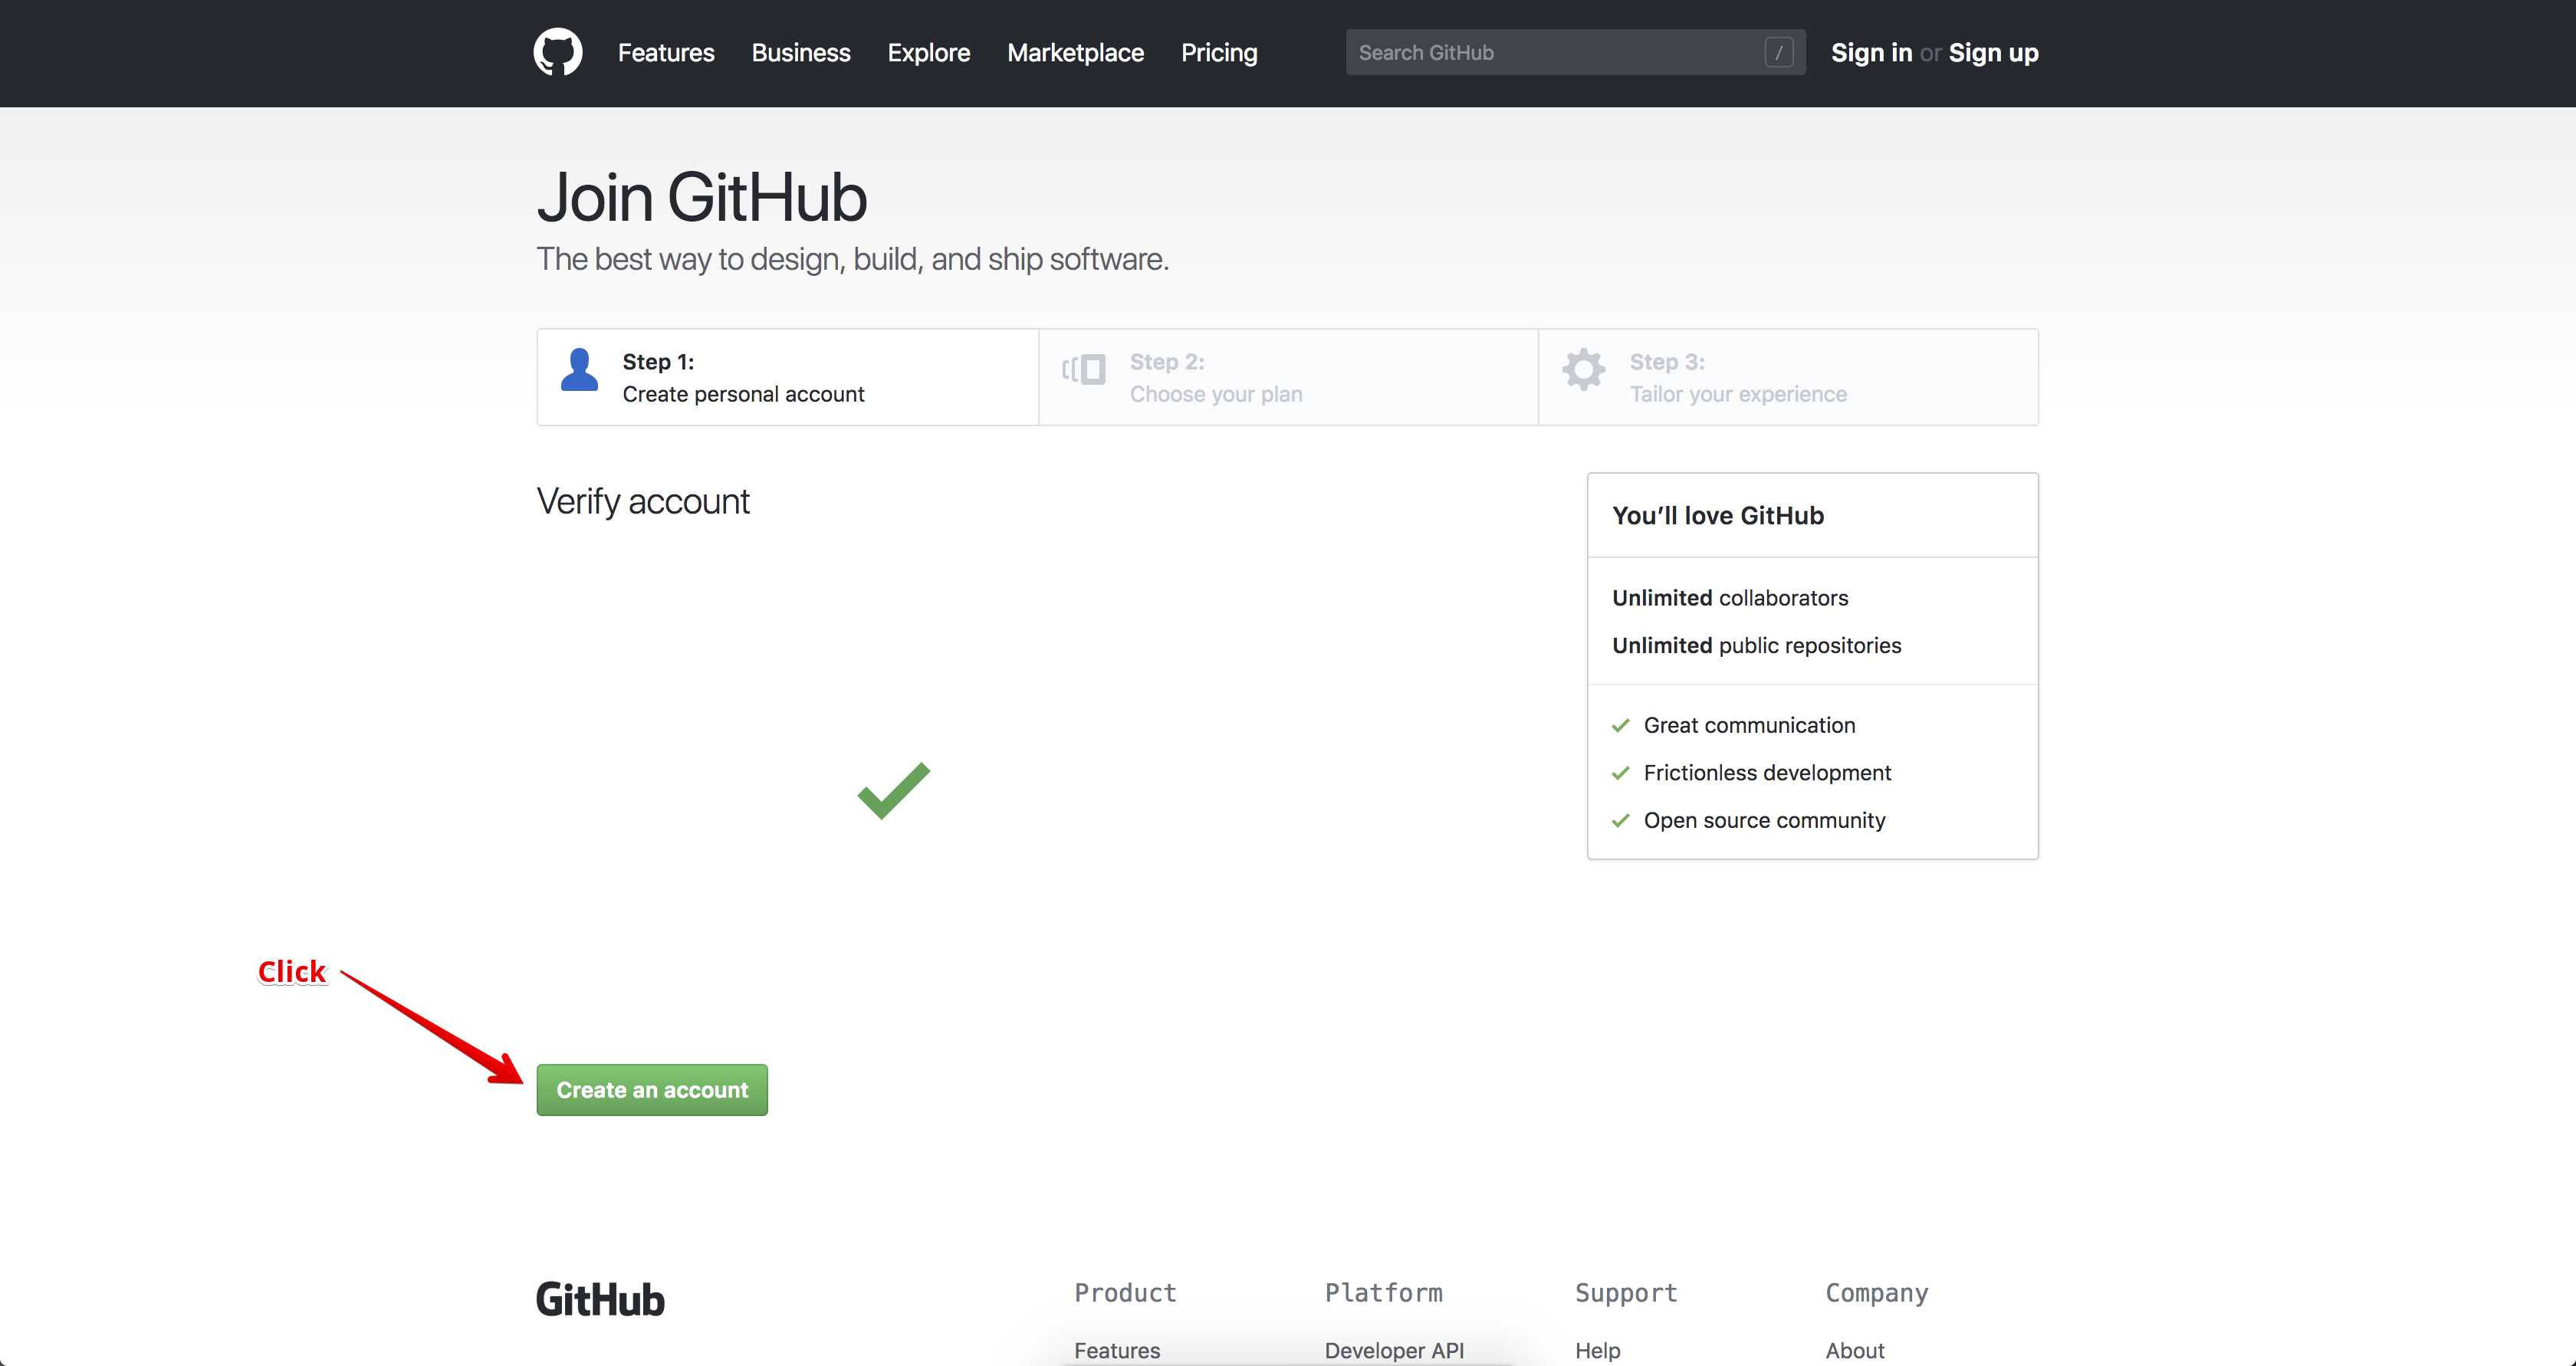 Features Business Explore Marketplace Pricing Search GitHub / Sign in or Sign up
Join GitHub
The best way to design, build, and ship software.
Step 1:
Create personal account
Step 2:
Choose your plan
Step 3:
Tailor your experience
Verify account
You’ll love GitHub
Unlimited collaborators
Unlimited public repositories
Great communication
Frictionless development
Open source community
Click
Create an account
GitHub
Product
Features
Platform
Developer API
Support
Help
Company
About